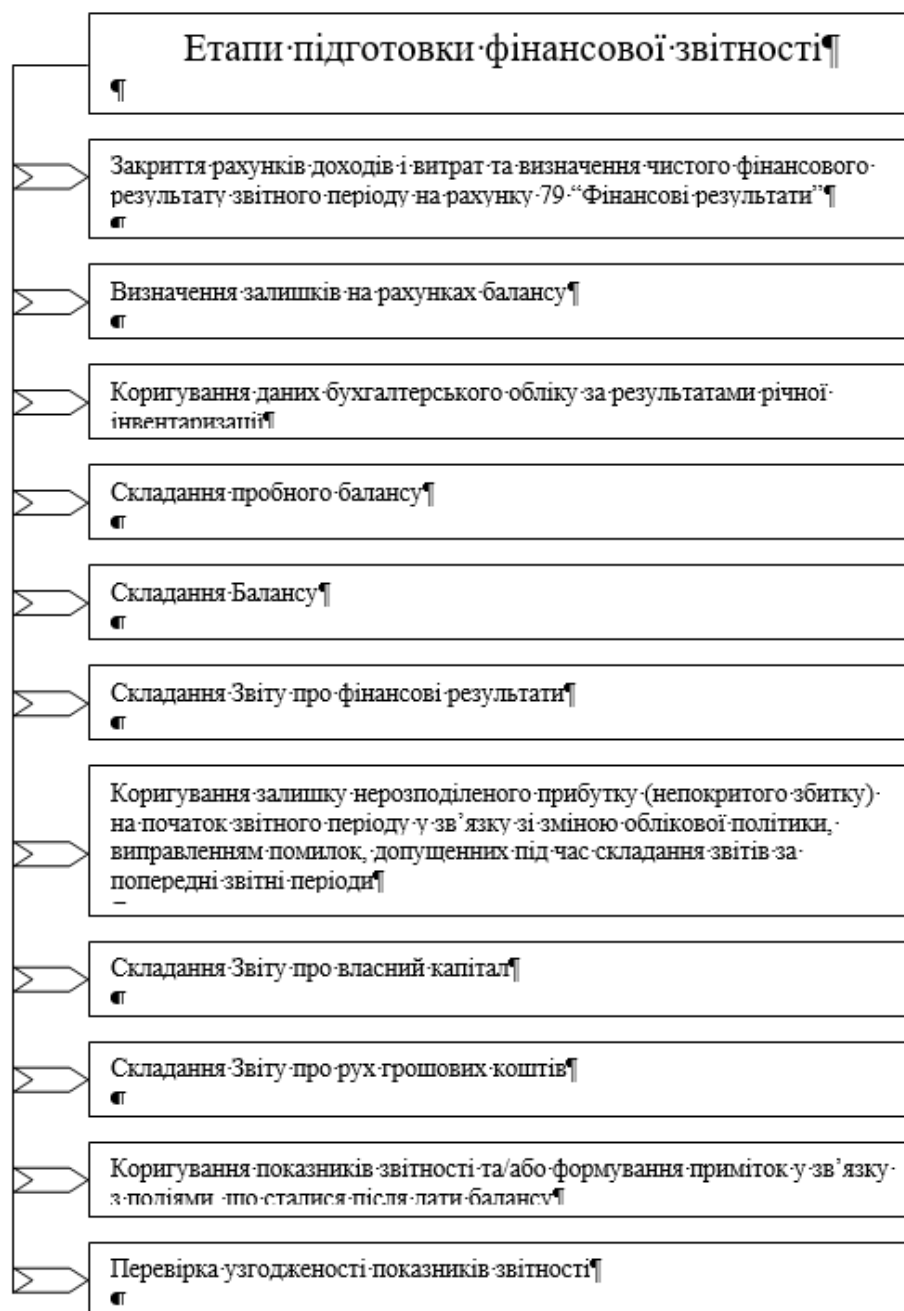 Етапи·підготовки·фінансової·звітності¶
¶
Закриття·рахунків·доходів·і·витрат·та·визначення·чистого·фінансового·
результату·звітного·періоду·на·рахунку·79·“Фінансові·результати”¶
¶
Визначення·залишків·на·рахунках·балансу¶
¶
Коригування·даних·бухгалтерського·обліку·за·результатами·річної·
інвентаризації¶
Складання·пробного·балансу¶
¶
Складання·Балансу¶
¶
Складання·Звіту·про·фінансові·результати¶
¶
Коригування·залишку·нерозподіленого·прибутку·(непокритого·збитку)·
на·початок·звітного·періоду·у·зв’язку·зі·зміною·облікової·політики,·
виправленням·помилок,·допущенних·під·час·складання·звітів·за·
попередні·звітні·періоди¶
Складання·Звіту·про·власний·капітал¶
¶
Складання·Звіту·про·рух·грошових·коштів¶
¶
Коригування·показників·звітності·та/або·формування·приміток·у·зв’язку·
з·подіями,·що·сталися·після·дати·балансу¶
Перевірка·узгодженості·показників·звітності¶
¶